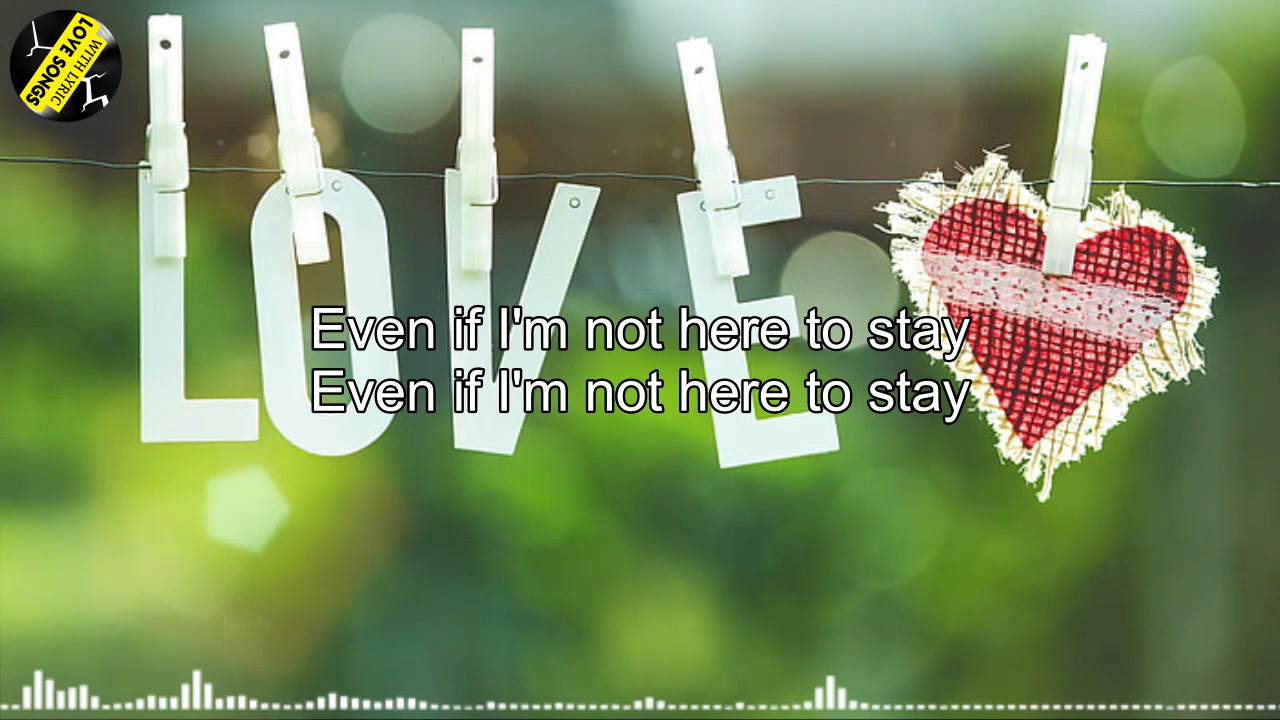 LOVE SONGS
WITH LYRIC
LOVE
Even if I'm not here to stay
Even if I'm not here to stay